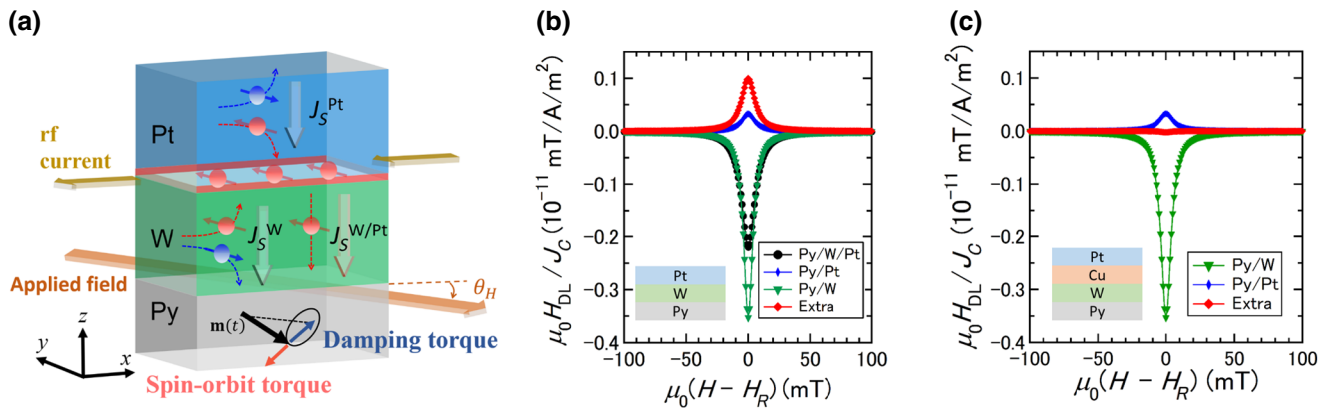 (a)
Pt
J_S^Pt
rf
current
W
J_S^W
J_S^W/Pt
Applied field
θ_H
Py
m(t)
Damping torque
Spin-orbit torque
z
y
x
(b)
μ₀H_DL / J_C (10⁻¹¹ mT/A/m²)
0.1
0.0
−0.1
−0.2
−0.3
−0.4
Pt
W
Py
Py/W/Pt
Py/Pt
Py/W
Extra
−100
−50
0
50
100
μ₀(H − H_R) (mT)
(c)
μ₀H_DL / J_C (10⁻¹¹ mT/A/m²)
0.1
0.0
−0.1
−0.2
−0.3
−0.4
Pt
Cu
W
Py
Py/W
Py/Pt
Extra
−100
−50
0
50
100
μ₀(H − H_R) (mT)